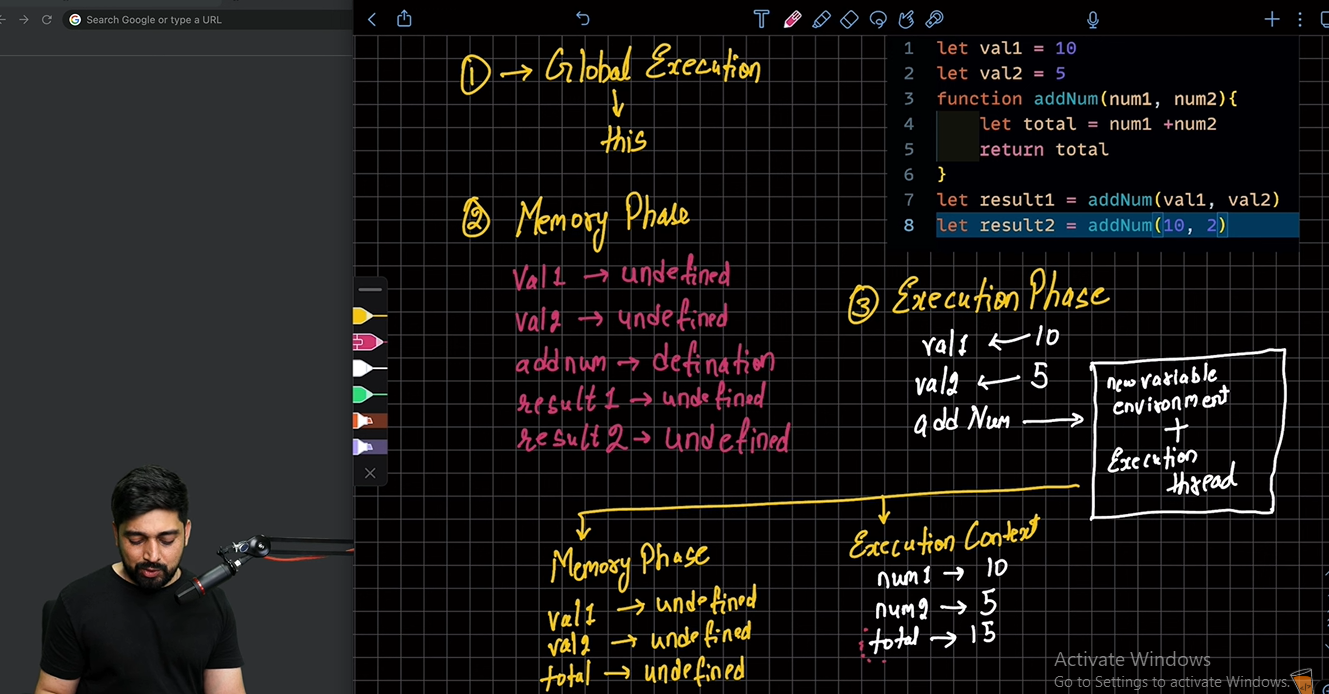 Search Google or type a URL
① → Global Execution
↓
this
② Memory Phase
Val1 → undefined
val2 → undefined
addnum → defination
result1 → undefined
result2 → undefined
1 let val1 = 10
2 let val2 = 5
3 function addNum(num1, num2){
4 let total = num1 +num2
5 return total
6 }
7 let result1 = addNum(val1, val2)
8 let result2 = addNum(10, 2)
③ Execution Phase
val1 ← 10
val2 ← 5
add Num →
new variable
environment
+
Execution
thread
Memory Phase
val1 → undefined
val2 → undefined
total → undefined
Execution Context
num1 → 10
num2 → 5
total → 15
Activate Windows
Go to Settings to activate Windows.